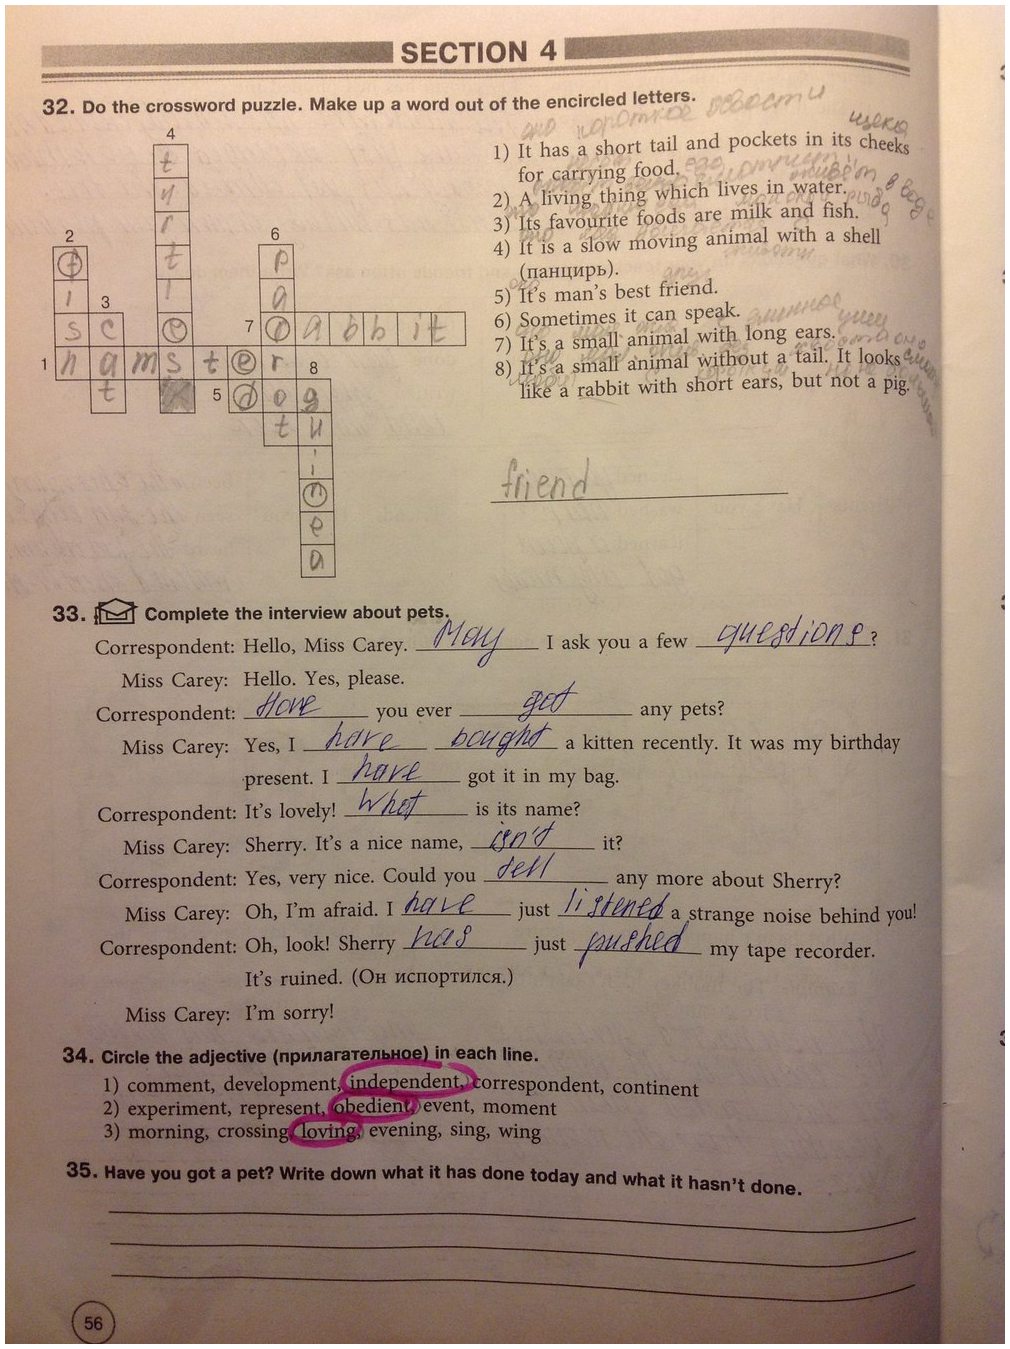 SECTION 4
32. Do the crossword puzzle. Make up a word out of the encircled letters.
1) It has a short tail and pockets in its cheeks
for carrying food.
2) A living thing which lives in water.
3) Its favourite foods are milk and fish.
4) It is a slow moving animal with a shell
(панцирь).
5) It's man's best friend.
6) Sometimes it can speak.
7) It's a small animal with long ears.
8) It's a small animal without a tail. It looks
like a rabbit with short ears, but not a pig.
щека
4
t
r
t
l
e
2
f
i
s
3
c
6
p
a
7 r a b b i t
1 h a m s t e r
8
t
5 d o g
t u
i
n
e
a
friend
33. Complete the interview about pets.
Correspondent: Hello, Miss Carey. May I ask you a few questions?
Miss Carey: Hello. Yes, please.
Correspondent: Have you ever got any pets?
Miss Carey: Yes, I have bought a kitten recently. It was my birthday
present. I have got it in my bag.
Correspondent: It's lovely! What is its name?
Miss Carey: Sherry. It's a nice name, isn't it?
Correspondent: Yes, very nice. Could you tell any more about Sherry?
Miss Carey: Oh, I'm afraid. I have just listened a strange noise behind you!
Correspondent: Oh, look! Sherry has just pushed my tape recorder.
It's ruined. (Он испортился.)
Miss Carey: I'm sorry!
34. Circle the adjective (прилагательное) in each line.
1) comment, development, independent, correspondent, continent
2) experiment, represent, obedient, event, moment
3) morning, crossing, loving, evening, sing, wing
35. Have you got a pet? Write down what it has done today and what it hasn't done.
56